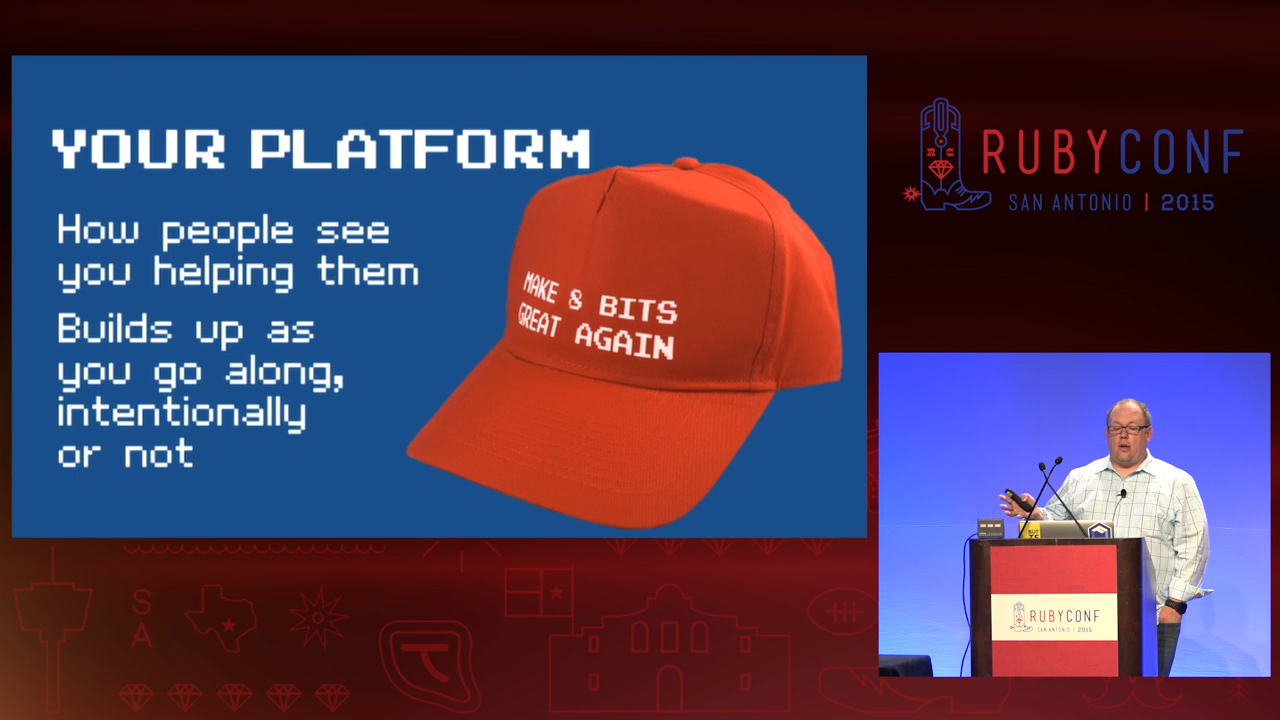 YOUR PLATFORM
How people see
you helping them
Builds up as
you go along,
intentionally
or not
MAKE 8 BITS
GREAT AGAIN
RUBYCONF
SAN ANTONIO | 2015
S
A
RUBYCONF
SAN ANTONIO | 2015